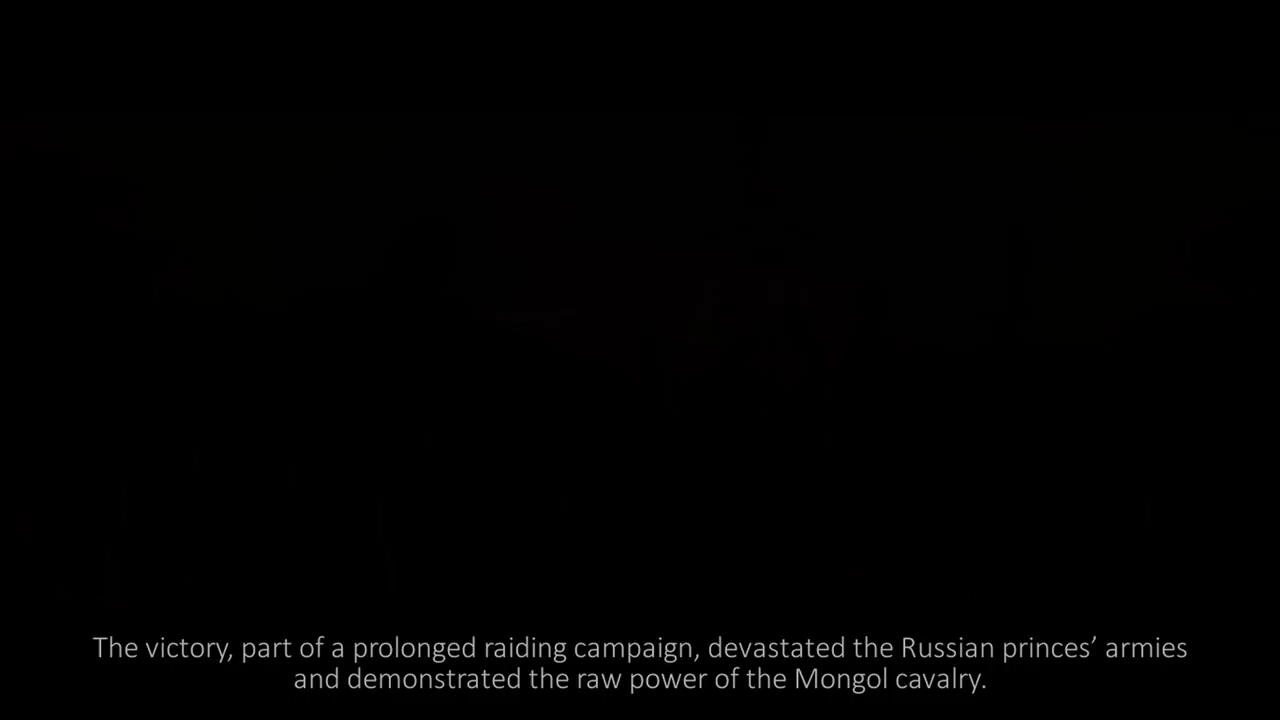 The victory, part of a prolonged raiding campaign, devastated the Russian princes’ armies
and demonstrated the raw power of the Mongol cavalry.